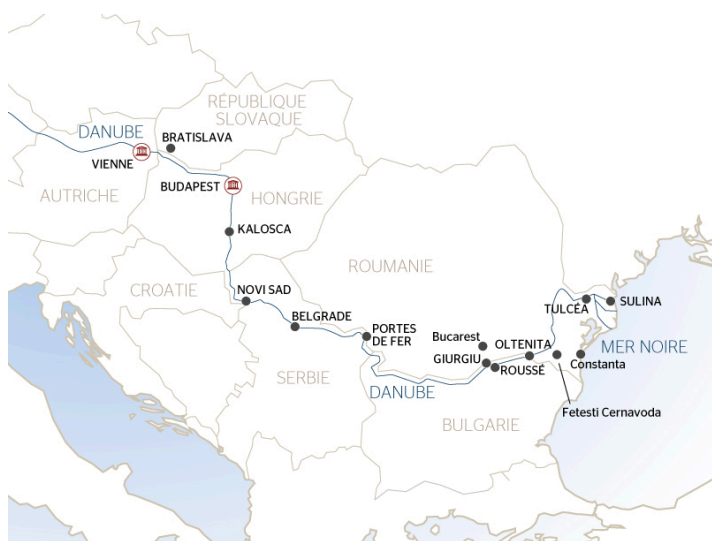 RÉPUBLIQUE
SLOVAQUE
DANUBE
BRATISLAVA
VIENNE
BUDAPEST
HONGRIE
AUTRICHE
KALOSCA
ROUMANIE
CROATIE
NOVI SAD
TULCÉA
SULINA
BELGRADE
PORTES
DE FER
Bucarest
OLTENITA
MER NOIRE
GIURGIU
ROUSSÉ
Constanta
SERBIE
DANUBE
Fetesti Cernavoda
BULGARIE